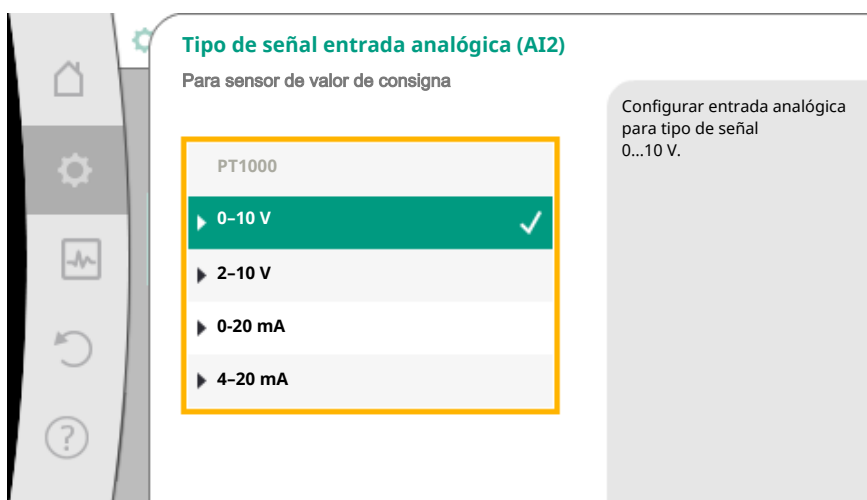 Tipo de señal entrada analógica (AI2)
Para sensor de valor de consigna
PT1000
0–10 V
2–10 V
0-20 mA
4–20 mA
Configurar entrada analógica
para tipo de señal
0...10 V.
?